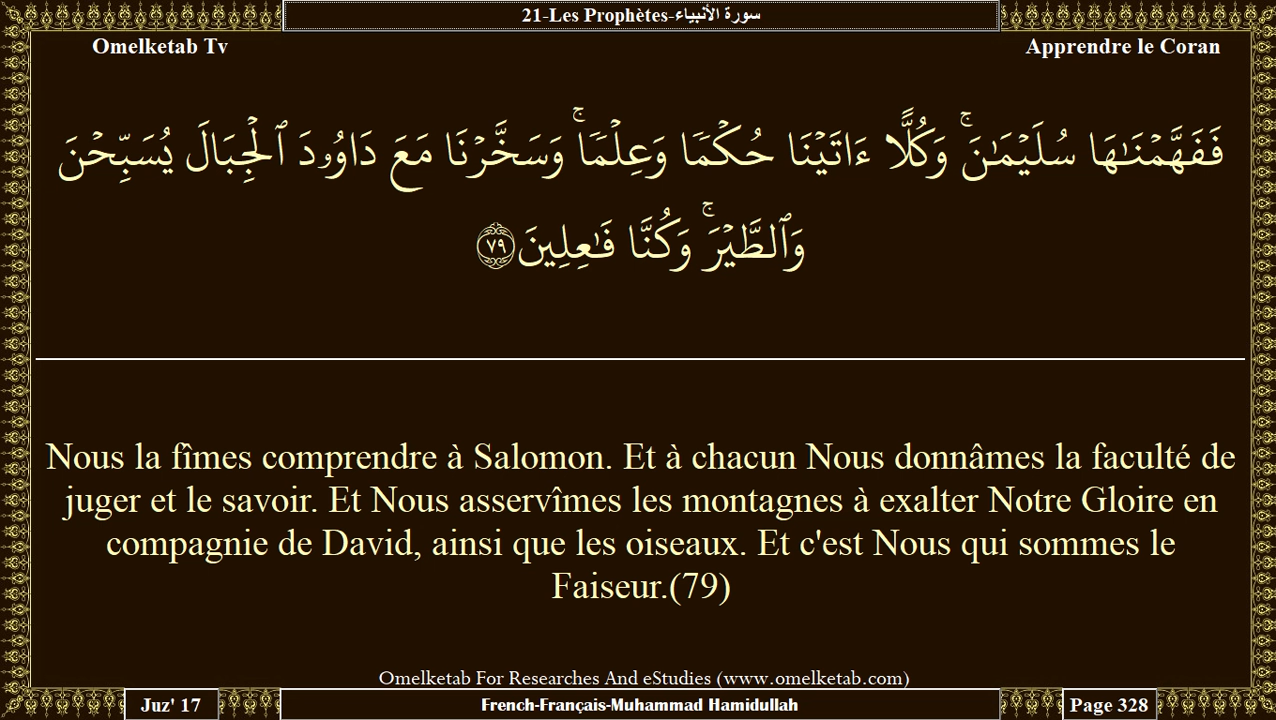 21-Les Prophètes-سورة الأنبياء
Omelketab Tv
Apprendre le Coran
فَفَهَّمۡنَٰهَا سُلَيۡمَٰنَۚ وَكُلًّا ءَاتَيۡنَا حُكۡمٗا وَعِلۡمٗاۚ وَسَخَّرۡنَا مَعَ دَاوُۥدَ ٱلۡجِبَالَ يُسَبِّحۡنَ
وَٱلطَّيۡرَۚ وَكُنَّا فَٰعِلِينَ ٧٩
Nous la fîmes comprendre à Salomon. Et à chacun Nous donnâmes la faculté de
juger et le savoir. Et Nous asservîmes les montagnes à exalter Notre Gloire en
compagnie de David, ainsi que les oiseaux. Et c'est Nous qui sommes le
Faiseur.(79)
Omelketab For Researches And eStudies (www.omelketab.com)
Juz' 17
French-Français-Muhammad Hamidullah
Page 328